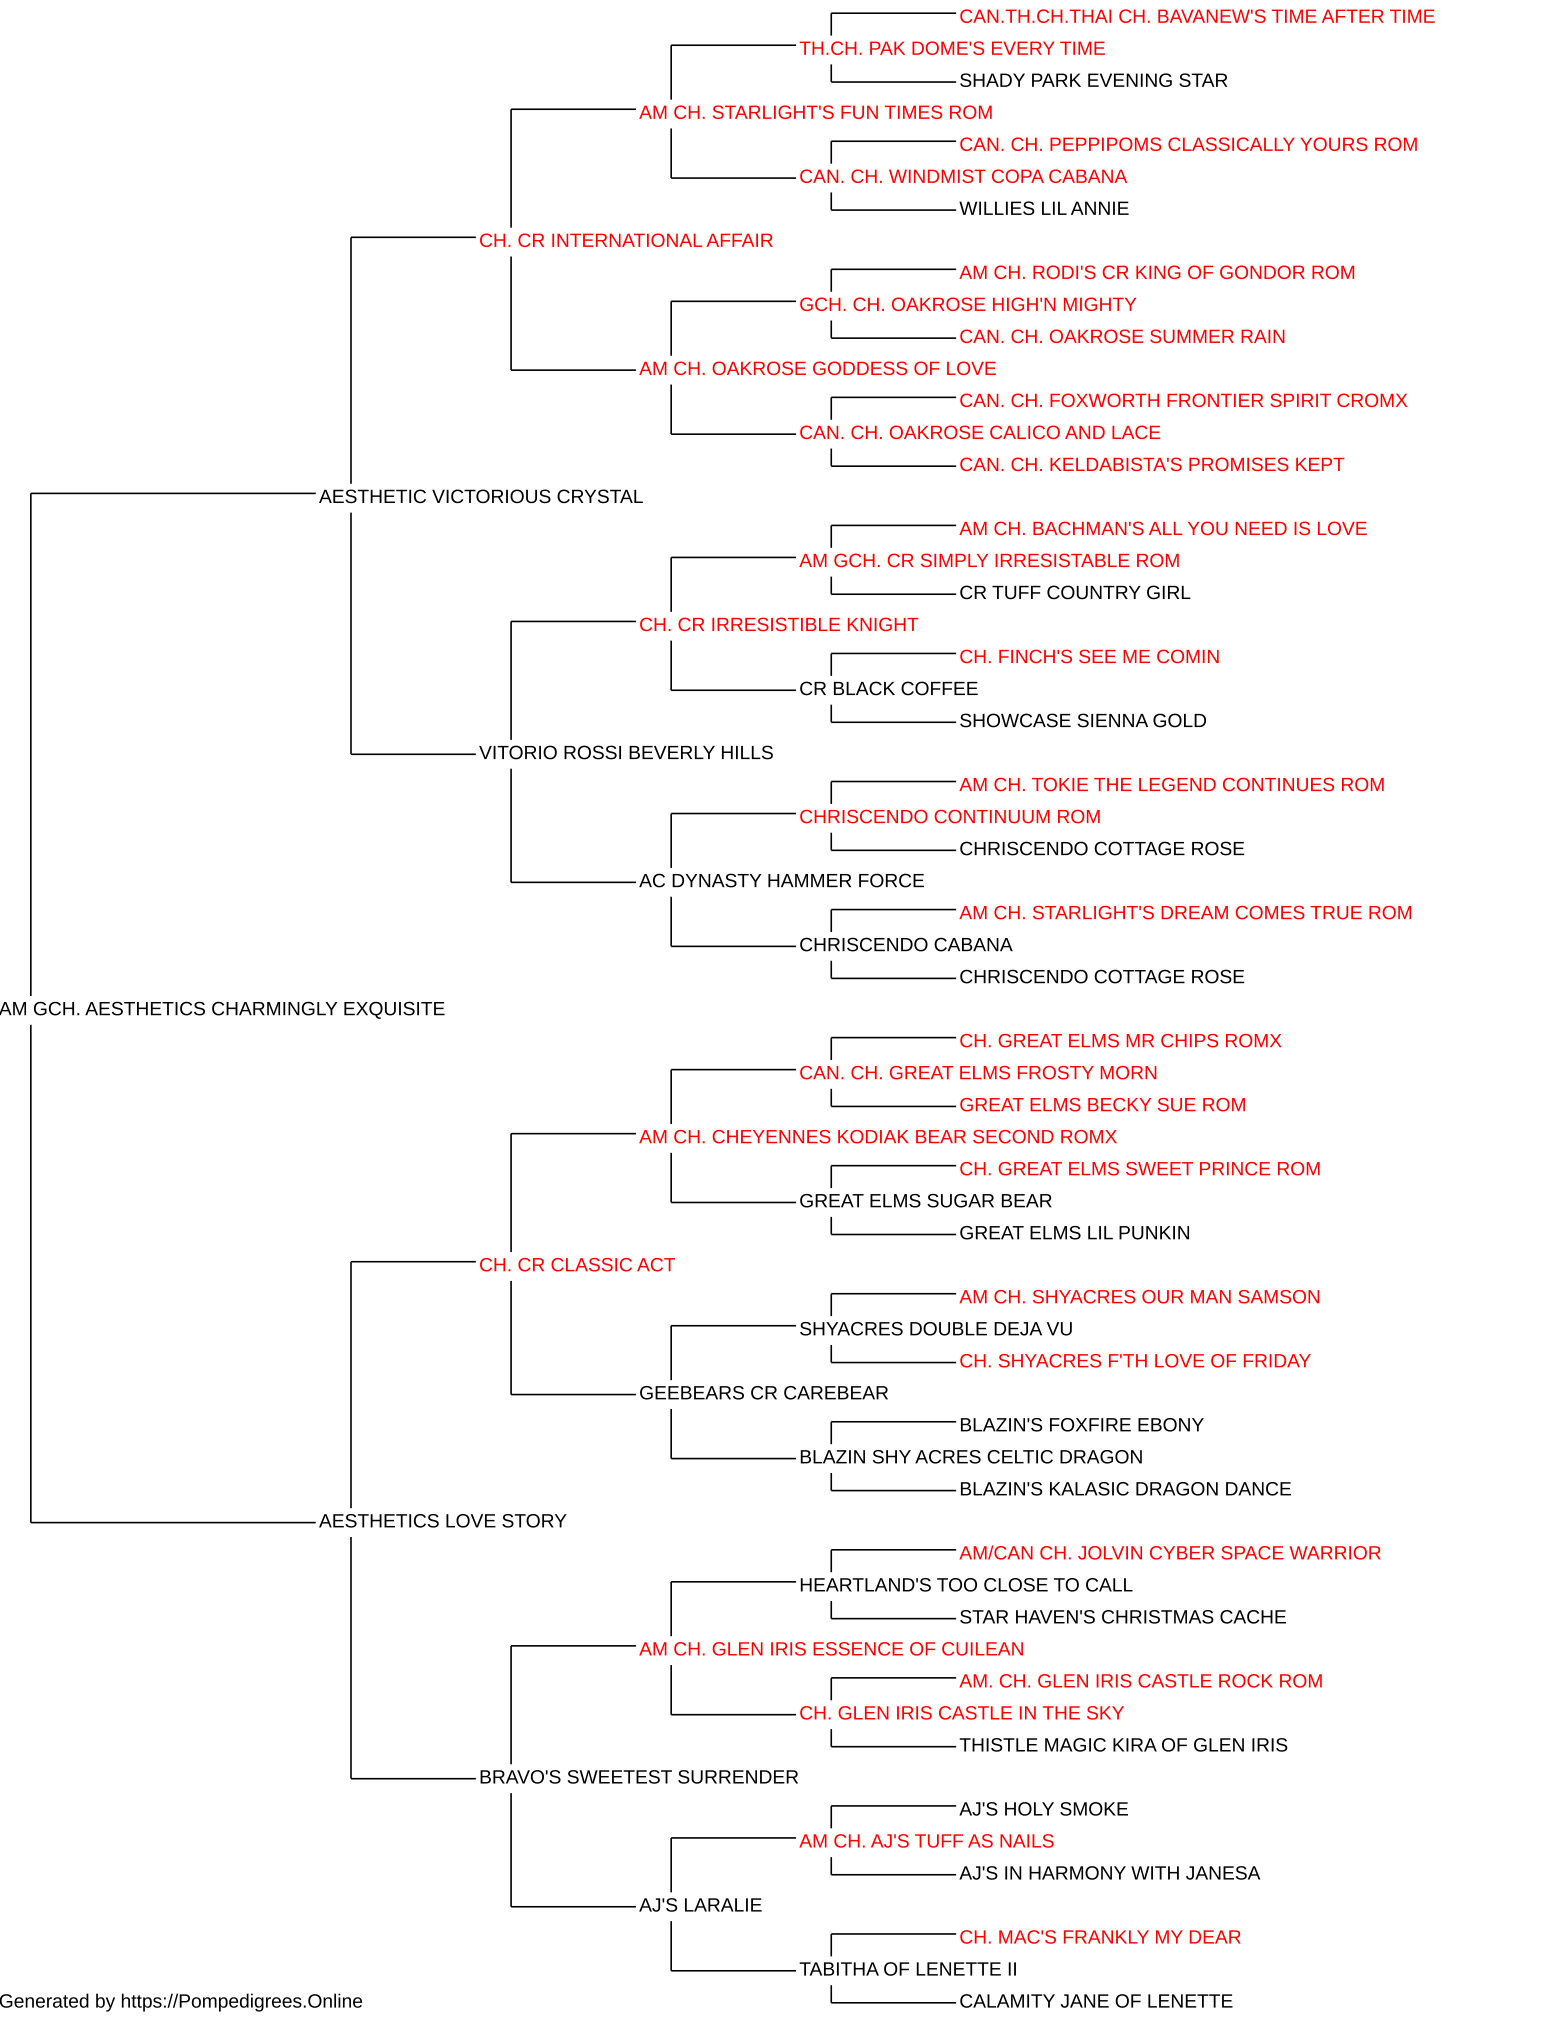 CAN.TH.CH.THAI CH. BAVANEW'S TIME AFTER TIME
TH.CH. PAK DOME'S EVERY TIME
SHADY PARK EVENING STAR
AM CH. STARLIGHT'S FUN TIMES ROM
CAN. CH. PEPPIPOMS CLASSICALLY YOURS ROM
CAN. CH. WINDMIST COPA CABANA
WILLIES LIL ANNIE
CH. CR INTERNATIONAL AFFAIR
AM CH. RODI'S CR KING OF GONDOR ROM
GCH. CH. OAKROSE HIGH'N MIGHTY
CAN. CH. OAKROSE SUMMER RAIN
AM CH. OAKROSE GODDESS OF LOVE
CAN. CH. FOXWORTH FRONTIER SPIRIT CROMX
CAN. CH. OAKROSE CALICO AND LACE
CAN. CH. KELDABISTA'S PROMISES KEPT
AESTHETIC VICTORIOUS CRYSTAL
AM CH. BACHMAN'S ALL YOU NEED IS LOVE
AM GCH. CR SIMPLY IRRESISTABLE ROM
CR TUFF COUNTRY GIRL
CH. CR IRRESISTIBLE KNIGHT
CH. FINCH'S SEE ME COMIN
CR BLACK COFFEE
SHOWCASE SIENNA GOLD
VITORIO ROSSI BEVERLY HILLS
AM CH. TOKIE THE LEGEND CONTINUES ROM
CHRISCENDO CONTINUUM ROM
CHRISCENDO COTTAGE ROSE
AC DYNASTY HAMMER FORCE
AM CH. STARLIGHT'S DREAM COMES TRUE ROM
CHRISCENDO CABANA
CHRISCENDO COTTAGE ROSE
AM GCH. AESTHETICS CHARMINGLY EXQUISITE
CH. GREAT ELMS MR CHIPS ROMX
CAN. CH. GREAT ELMS FROSTY MORN
GREAT ELMS BECKY SUE ROM
AM CH. CHEYENNES KODIAK BEAR SECOND ROMX
CH. GREAT ELMS SWEET PRINCE ROM
GREAT ELMS SUGAR BEAR
GREAT ELMS LIL PUNKIN
CH. CR CLASSIC ACT
AM CH. SHYACRES OUR MAN SAMSON
SHYACRES DOUBLE DEJA VU
CH. SHYACRES F'TH LOVE OF FRIDAY
GEEBEARS CR CAREBEAR
BLAZIN'S FOXFIRE EBONY
BLAZIN SHY ACRES CELTIC DRAGON
BLAZIN'S KALASIC DRAGON DANCE
AESTHETICS LOVE STORY
AM/CAN CH. JOLVIN CYBER SPACE WARRIOR
HEARTLAND'S TOO CLOSE TO CALL
STAR HAVEN'S CHRISTMAS CACHE
AM CH. GLEN IRIS ESSENCE OF CUILEAN
AM. CH. GLEN IRIS CASTLE ROCK ROM
CH. GLEN IRIS CASTLE IN THE SKY
THISTLE MAGIC KIRA OF GLEN IRIS
BRAVO'S SWEETEST SURRENDER
AJ'S HOLY SMOKE
AM CH. AJ'S TUFF AS NAILS
AJ'S IN HARMONY WITH JANESA
AJ'S LARALIE
CH. MAC'S FRANKLY MY DEAR
TABITHA OF LENETTE II
CALAMITY JANE OF LENETTE
Generated by https://Pompedigrees.Online